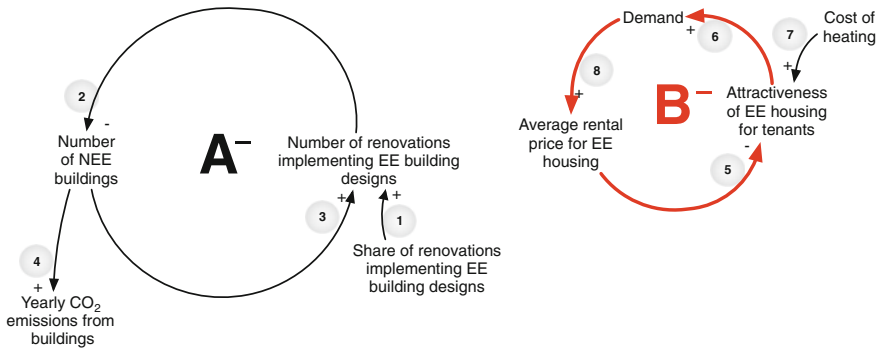 2
-
Number
of NEE
buildings
A–
Number of renovations
implementing EE building
designs
+
3
+
1
Share of renovations
implementing EE
building designs
4
+
Yearly CO₂
emissions from
buildings
Demand
+
6
7
Cost of
heating
+
8
+
B–
Attractiveness
of EE housing
for tenants
-
Average rental
price for EE
housing
5